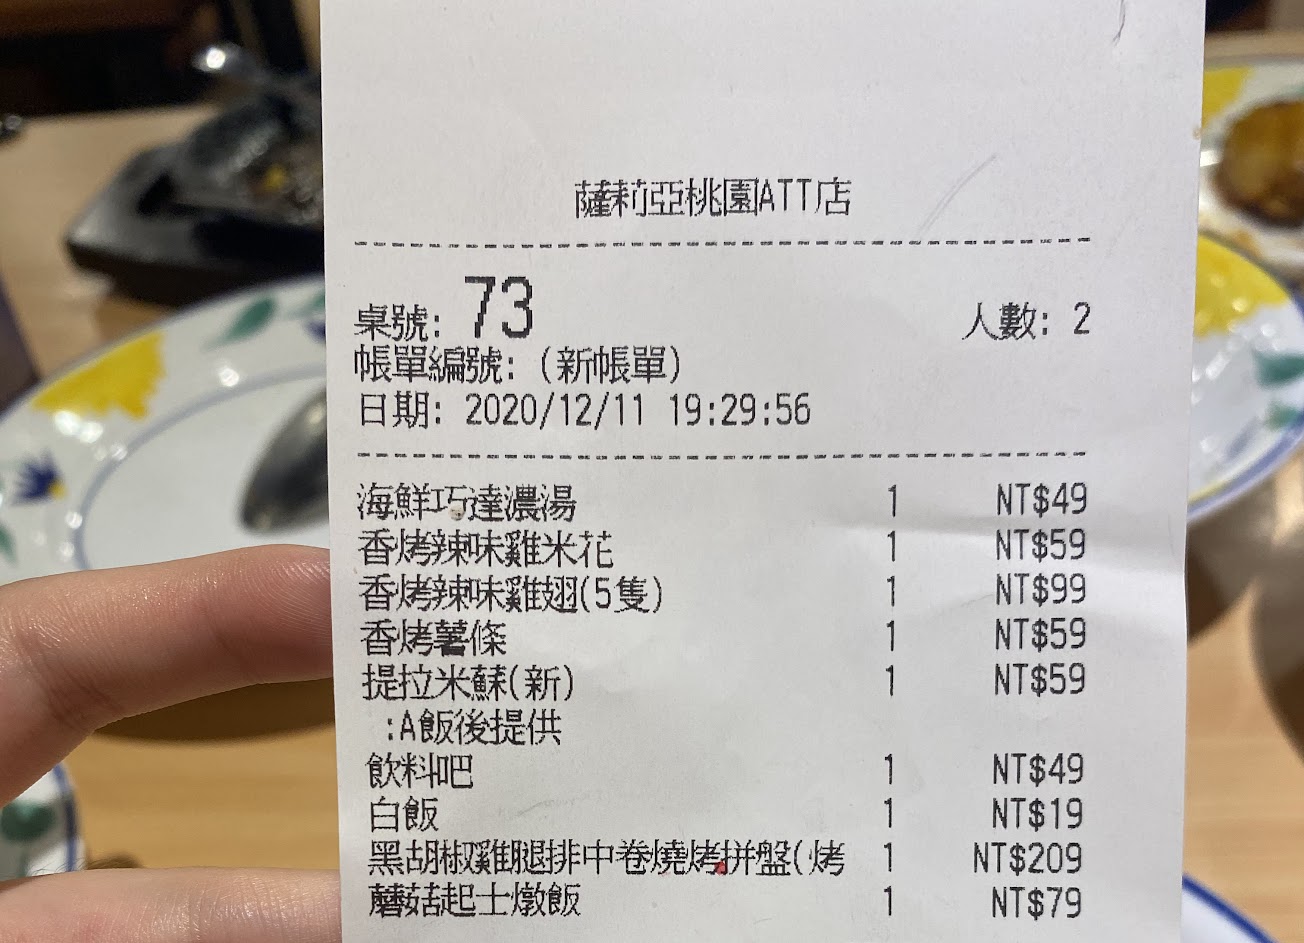 薩莉亞桃園ATT店
桌號: 73 人數: 2
帳單編號: (新帳單)
日期: 2020/12/11 19:29:56
海鮮巧達濃湯 1 NT$49
香烤辣味雞米花 1 NT$59
香烤辣味雞翅(5隻) 1 NT$99
香烤薯條 1 NT$59
提拉米蘇(新) 1 NT$59
:A飯後提供
飲料吧 1 NT$49
白飯 1 NT$19
黑胡椒雞腿排中卷燒烤拼盤(烤 1 NT$209
蘑菇起士燉飯 1 NT$79